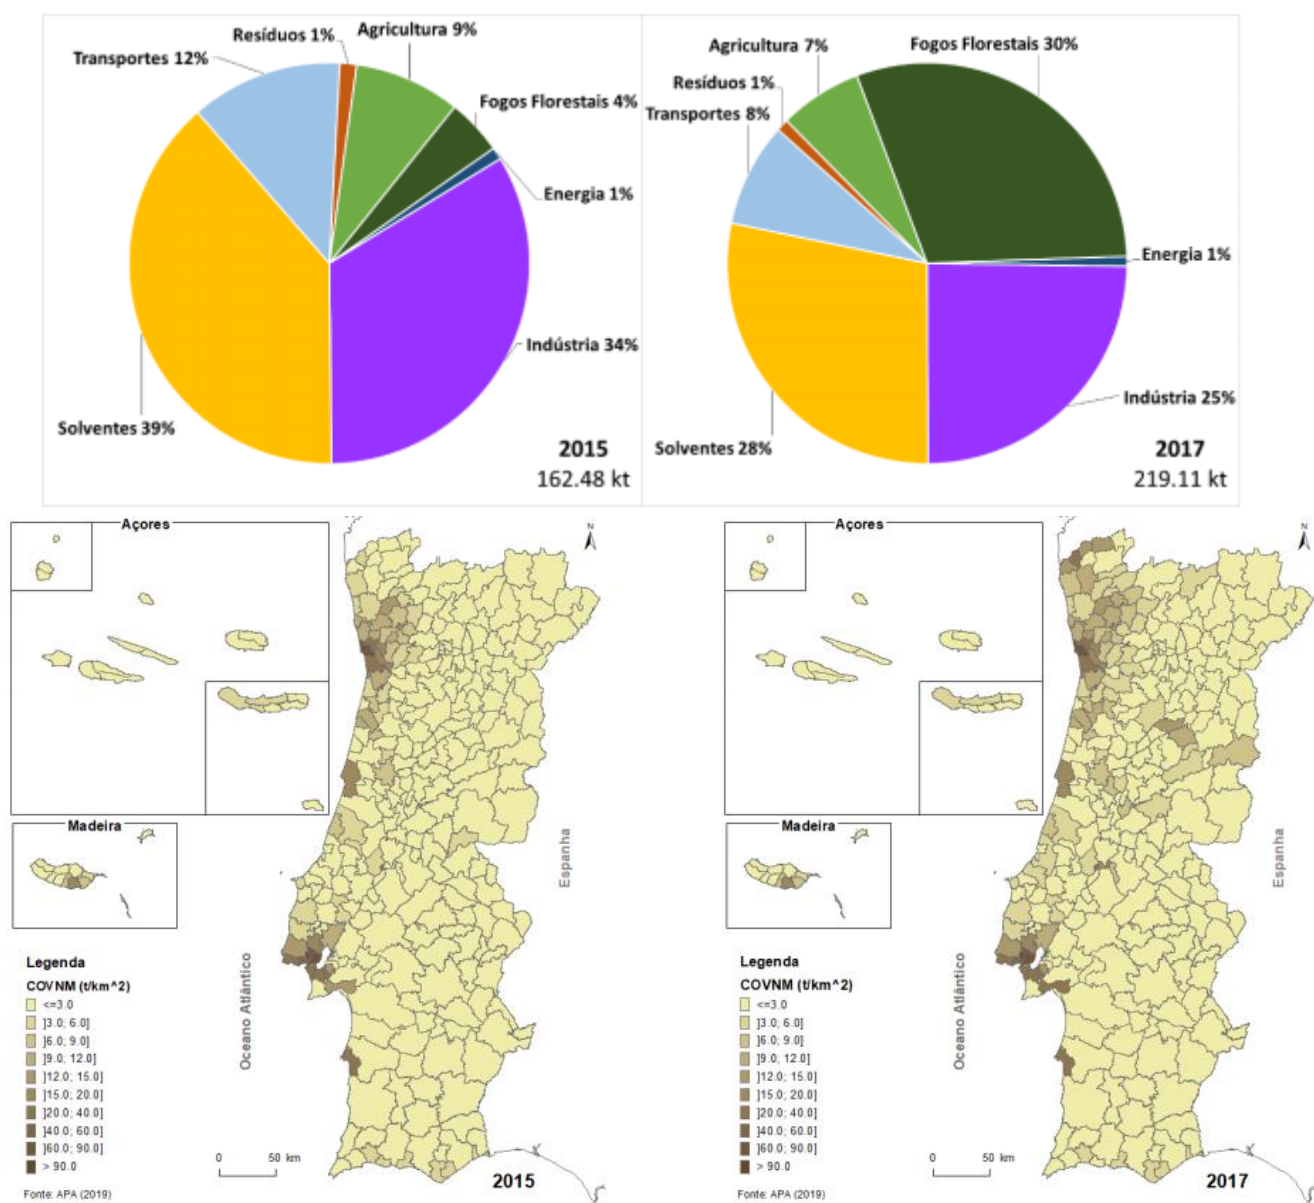 Resíduos 1%
Agricultura 9%
Transportes 12%
Fogos Florestais 4%
Energia 1%
Indústria 34%
Solventes 39%
2015
162.48 kt
Fogos Florestais 30%
Agricultura 7%
Resíduos 1%
Transportes 8%
Energia 1%
Indústria 25%
Solventes 28%
2017
219.11 kt
Açores
N
Madeira
Espanha
Oceano Atlântico
Legenda
COVNM (t/km^2)
<=3.0
]3.0; 6.0]
]6.0; 9.0]
]9.0; 12.0]
]12.0; 15.0]
]15.0; 20.0]
]20.0; 40.0]
]40.0; 60.0]
]60.0; 90.0]
> 90.0
0 50 km
2015
Fonte: APA (2019)
Açores
N
Madeira
Espanha
Oceano Atlântico
Legenda
COVNM (t/km^2)
<=3.0
]3.0; 6.0]
]6.0; 9.0]
]9.0; 12.0]
]12.0; 15.0]
]15.0; 20.0]
]20.0; 40.0]
]40.0; 60.0]
]60.0; 90.0]
> 90.0
0 50 km
2017
Fonte: APA (2019)